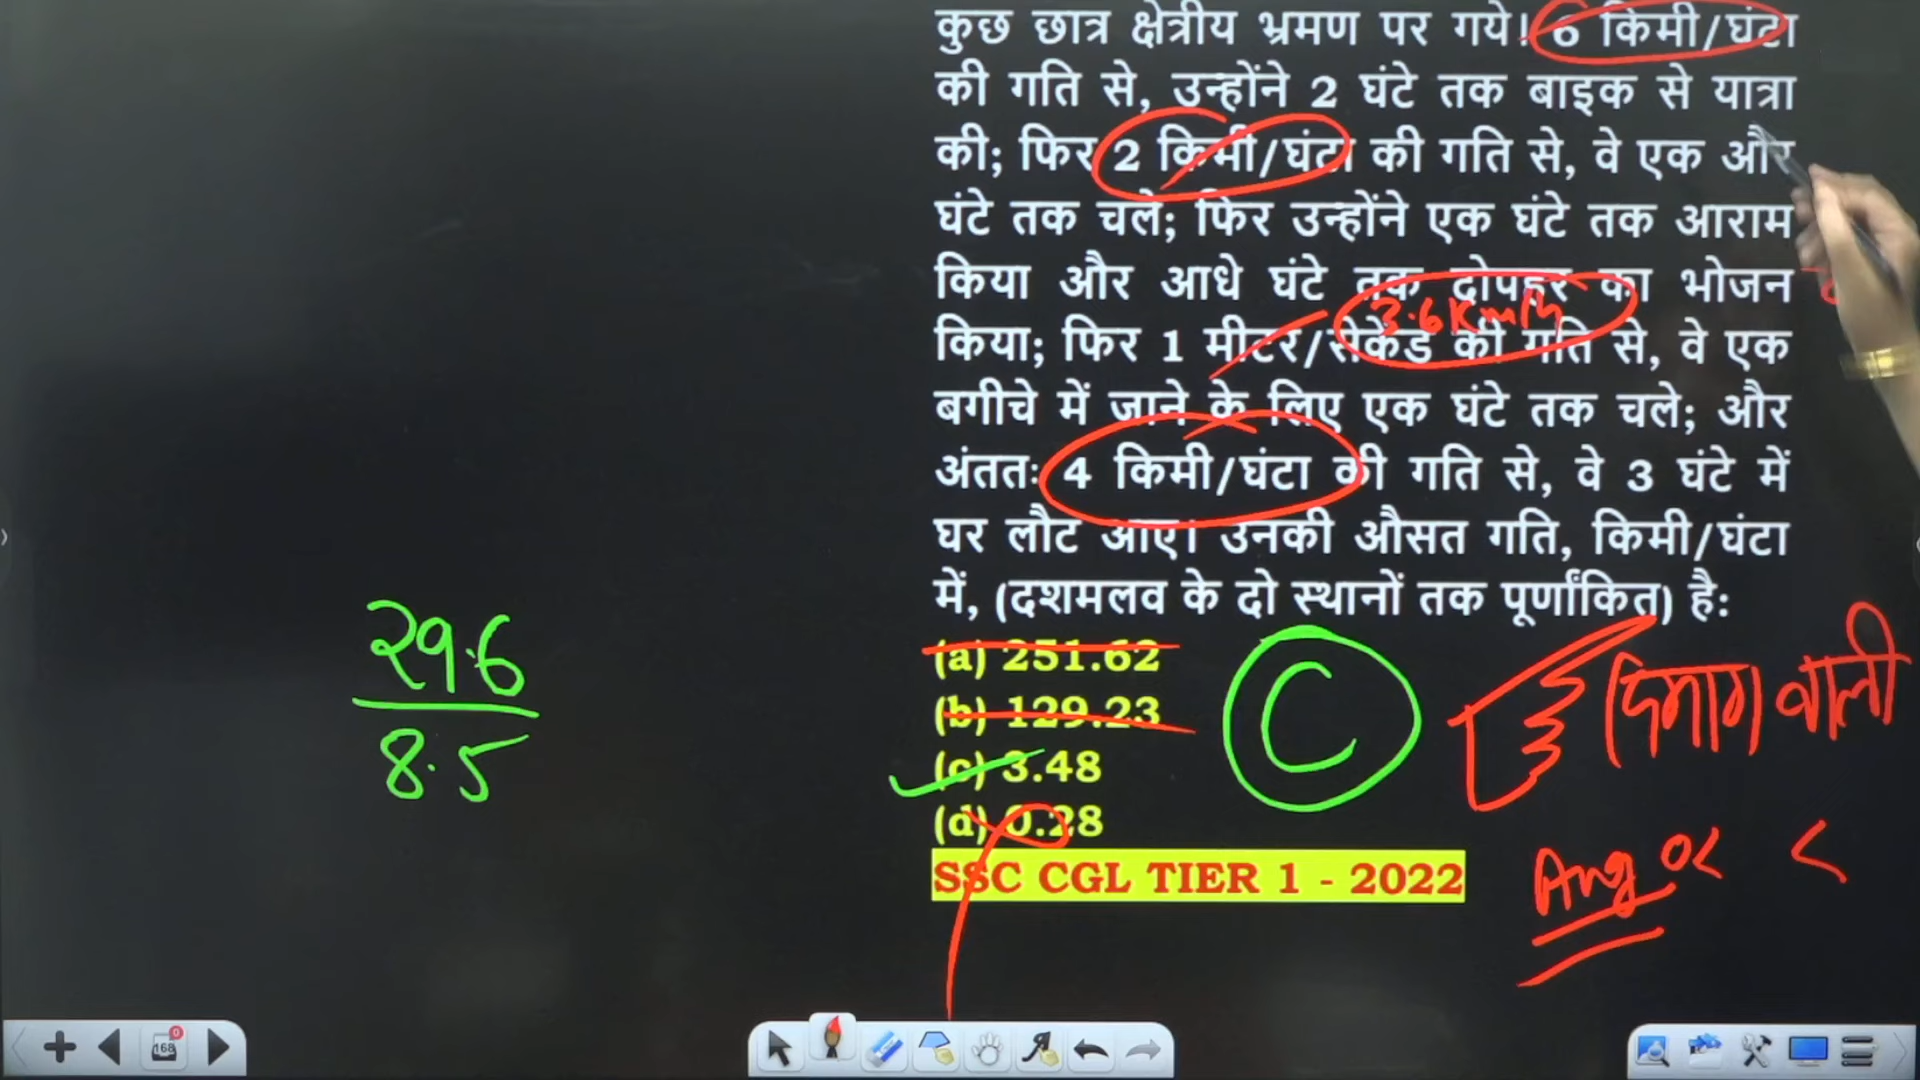 कुछ छात्र क्षेत्रीय भ्रमण पर गये। 6 किमी/घंटा
की गति से, उन्होंने 2 घंटे तक बाइक से यात्रा
की; फिर 2 किमी/घंटा की गति से, वे एक और
घंटे तक चले; फिर उन्होंने एक घंटे तक आराम
किया और आधे घंटे तक दोपहर का भोजन
3.6 Km/h
किया; फिर 1 मीटर/सेकेंड की गति से, वे एक
बगीचे में जाने के लिए एक घंटे तक चले; और
अंततः 4 किमी/घंटा की गति से, वे 3 घंटे में
घर लौट आए। उनकी औसत गति, किमी/घंटा
में, (दशमलव के दो स्थानों तक पूर्णांकित) है:
(a) 251.62
(b) 129.23
(c) 3.48
(d) 0.28
SSC CGL TIER 1 - 2022
29.6
8.5
C
दिमाग वाली
<
168
0